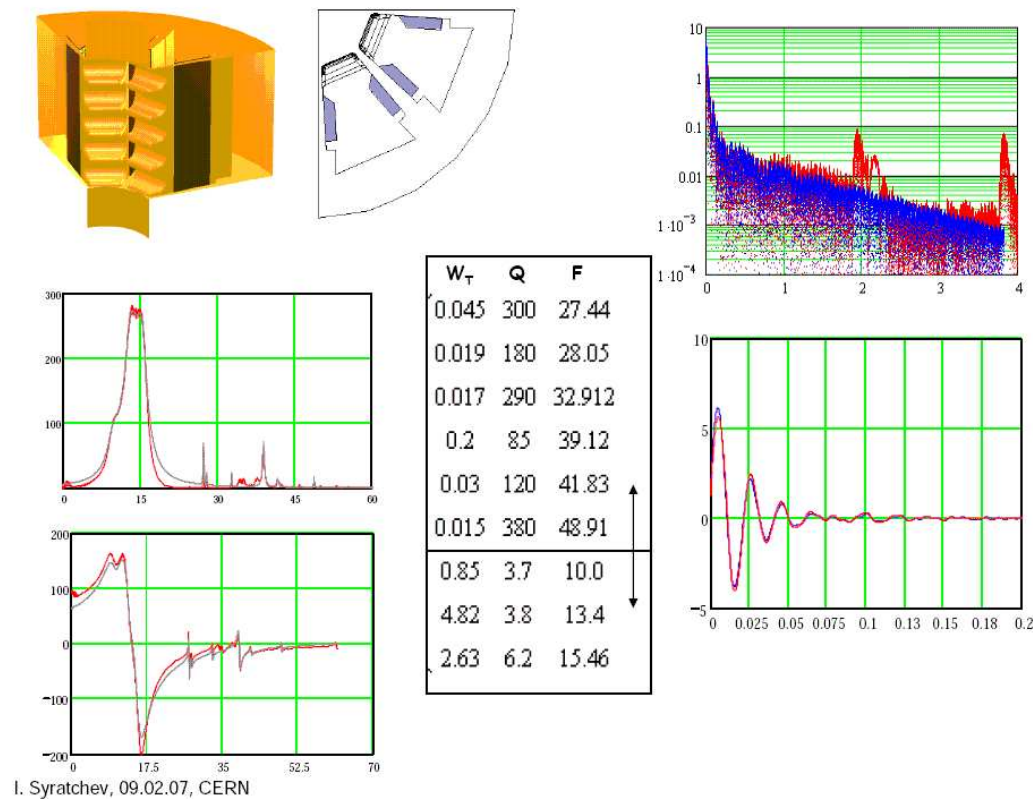 10
1
0.1
0.01
1·10⁻³
1·10⁻⁴
0 1 2 3 4
300
200
100
0 15 30 45 60
200
100
0
−100
−200
0 17.5 35 52.5 70
W_T Q F
0.045 300 27.44
0.019 180 28.05
0.017 290 32.912
0.2 85 39.12
0.03 120 41.83
0.015 380 48.91
0.85 3.7 10.0
4.82 3.8 13.4
2.63 6.2 15.46
10
5
0
−5
0 0.025 0.05 0.075 0.1 0.13 0.15 0.18 0.2
I. Syratchev, 09.02.07, CERN